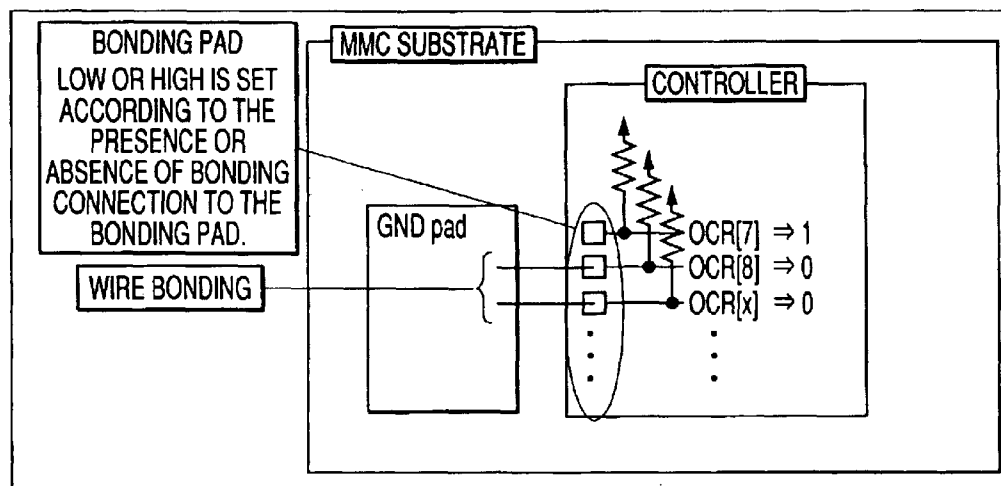 BONDING PAD
LOW OR HIGH IS SET
ACCORDING TO THE
PRESENCE OR
ABSENCE OF BONDING
CONNECTION TO THE
BONDING PAD.
MMC SUBSTRATE
CONTROLLER
GND pad
WIRE BONDING
OCR[7] ⇒ 1
OCR[8] ⇒ 0
OCR[x] ⇒ 0